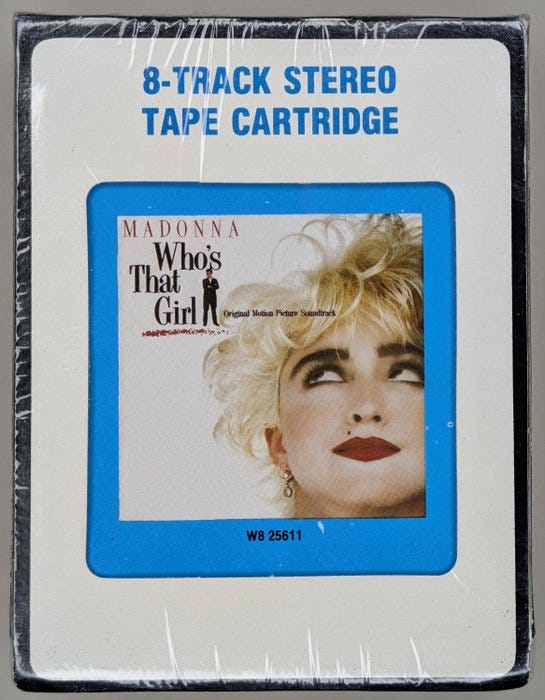 8-TRACK STEREO
TAPE CARTRIDGE
MADONNA
Who's
That
Girl
Original Motion Picture Soundtrack
W8 25611